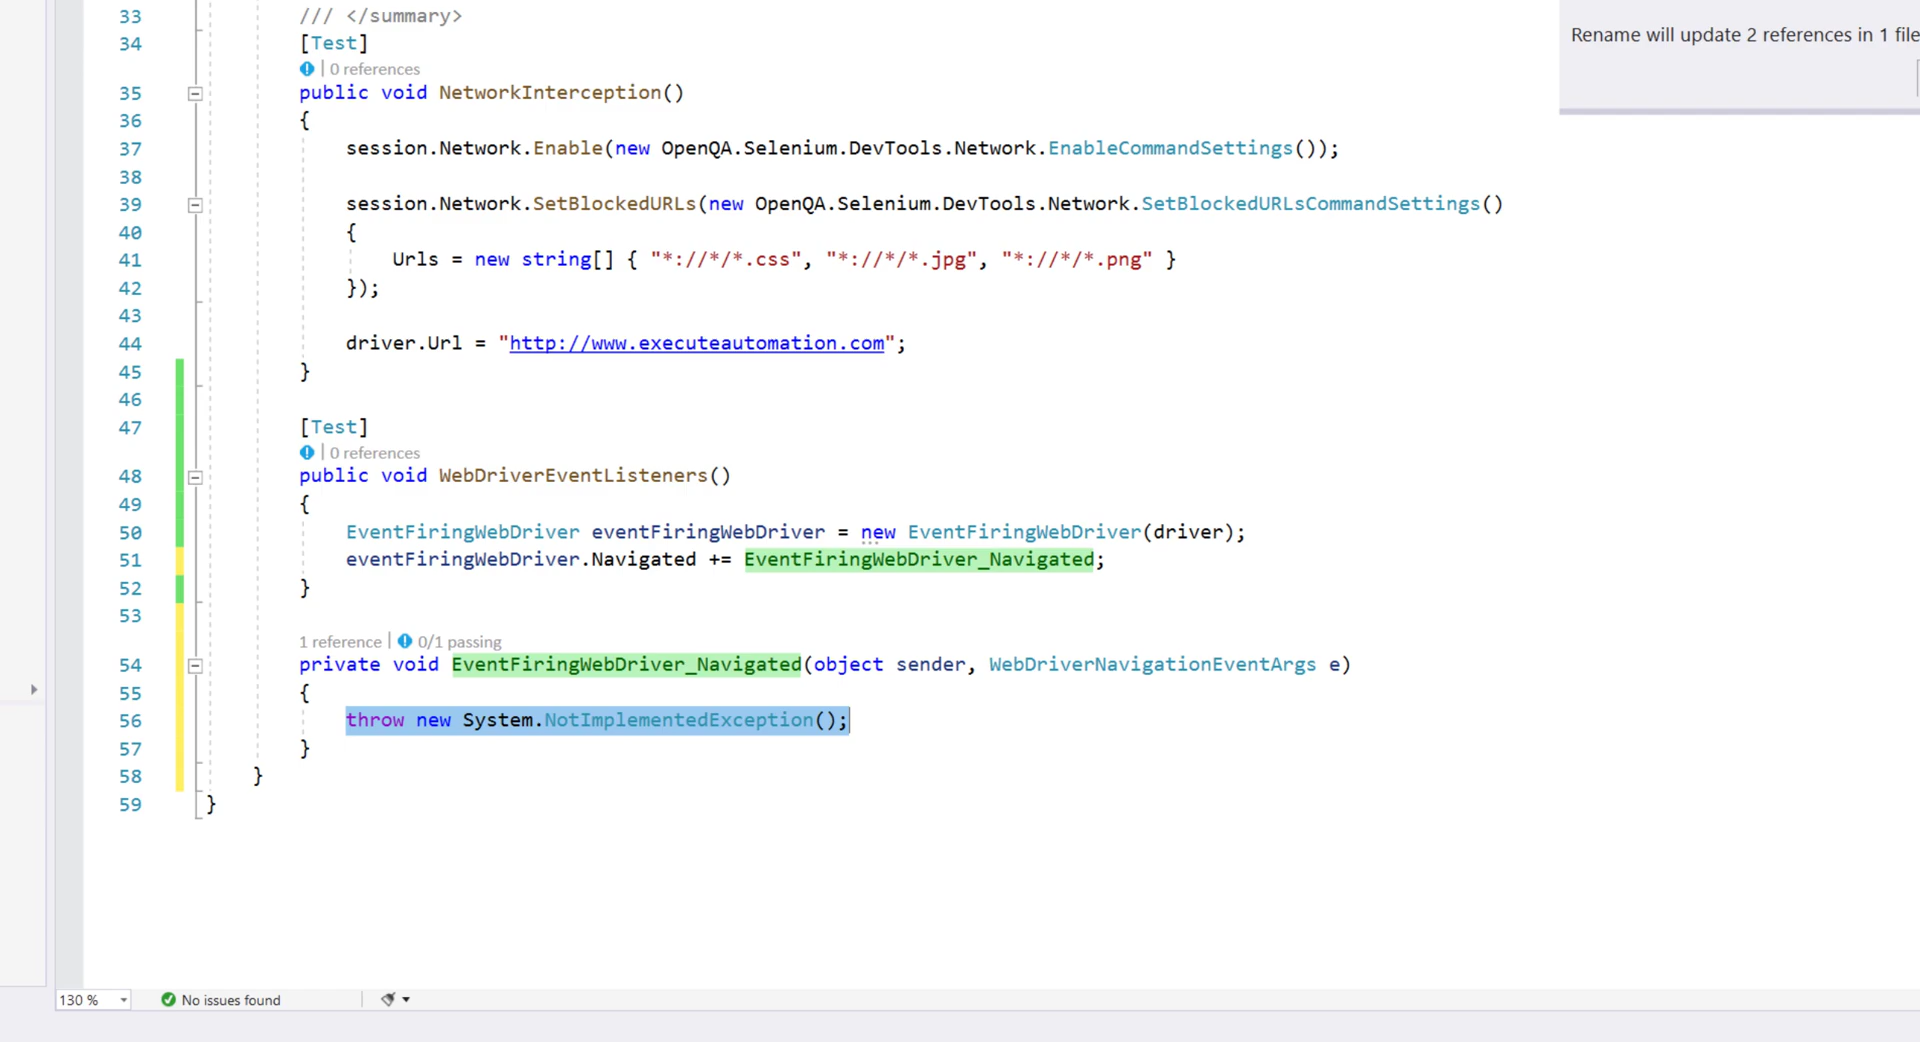 Rename will update 2 references in 1 file
33 /// </summary>
34 [Test]
0 references
35 public void NetworkInterception()
36 {
37 session.Network.Enable(new OpenQA.Selenium.DevTools.Network.EnableCommandSettings());
38
39 session.Network.SetBlockedURLs(new OpenQA.Selenium.DevTools.Network.SetBlockedURLsCommandSettings()
40 {
41 Urls = new string[] { "*://*/*.css", "*://*/*.jpg", "*://*/*.png" }
42 });
43
44 driver.Url = "http://www.executeautomation.com";
45 }
46
47 [Test]
0 references
48 public void WebDriverEventListeners()
49 {
50 EventFiringWebDriver eventFiringWebDriver = new EventFiringWebDriver(driver);
51 eventFiringWebDriver.Navigated += EventFiringWebDriver_Navigated;
52 }
53
1 reference | 0/1 passing
54 private void EventFiringWebDriver_Navigated(object sender, WebDriverNavigationEventArgs e)
55 {
56 throw new System.NotImplementedException();
57 }
58 }
59 }
130 % No issues found